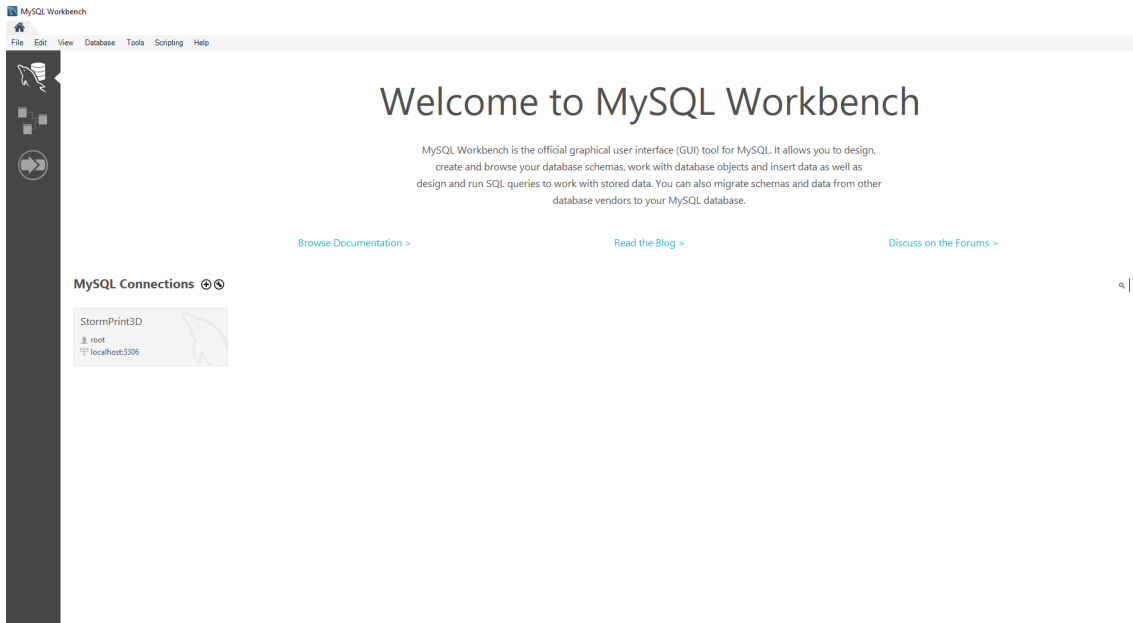 MySQL Workbench
File Edit View Database Tools Scripting Help
Welcome to MySQL Workbench
MySQL Workbench is the official graphical user interface (GUI) tool for MySQL. It allows you to design,
create and browse your database schemas, work with database objects and insert data as well as
design and run SQL queries to work with stored data. You can also migrate schemas and data from other
database vendors to your MySQL database.
Browse Documentation > Read the Blog > Discuss on the Forums >
MySQL Connections
StormPrint3D
root
localhost:3306